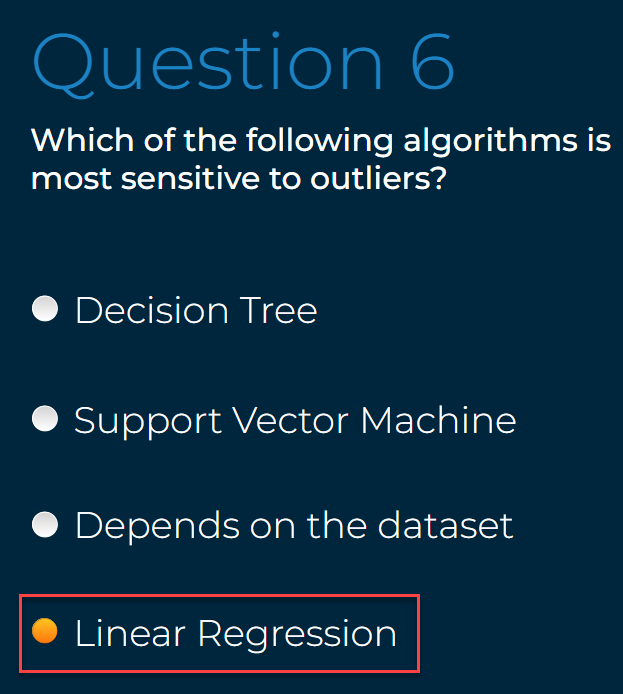 Question 6
Which of the following algorithms is
most sensitive to outliers?
Decision Tree
Support Vector Machine
Depends on the dataset
Linear Regression